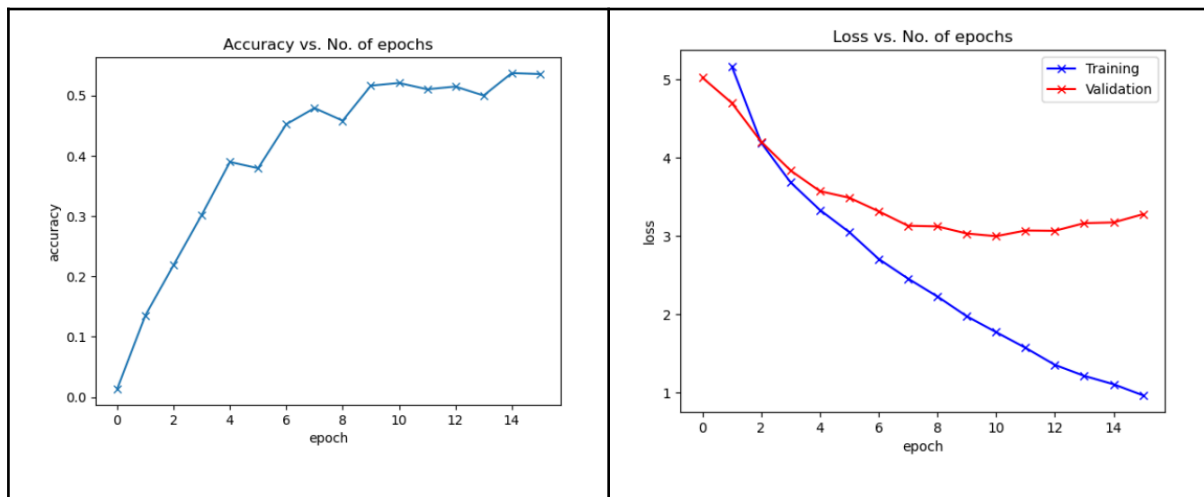 Accuracy vs. No. of epochs
0.5
0.4
0.3
0.2
0.1
0.0
accuracy
0 2 4 6 8 10 12 14
epoch
Loss vs. No. of epochs
Training
Validation
5
4
3
2
1
loss
0 2 4 6 8 10 12 14
epoch